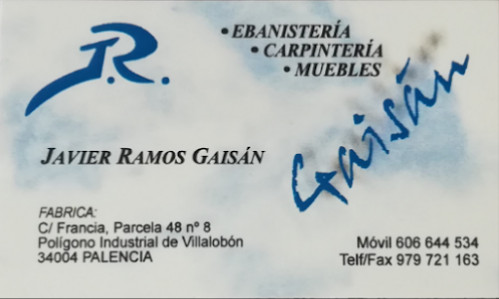 J.R.
• EBANISTERÍA
• CARPINTERÍA
• MUEBLES
Gaisán
JAVIER RAMOS GAISÁN
FABRICA:
C/ Francia, Parcela 48 nº 8
Polígono Industrial de Villalobón
34004 PALENCIA
Móvil 606 644 534
Telf/Fax 979 721 163